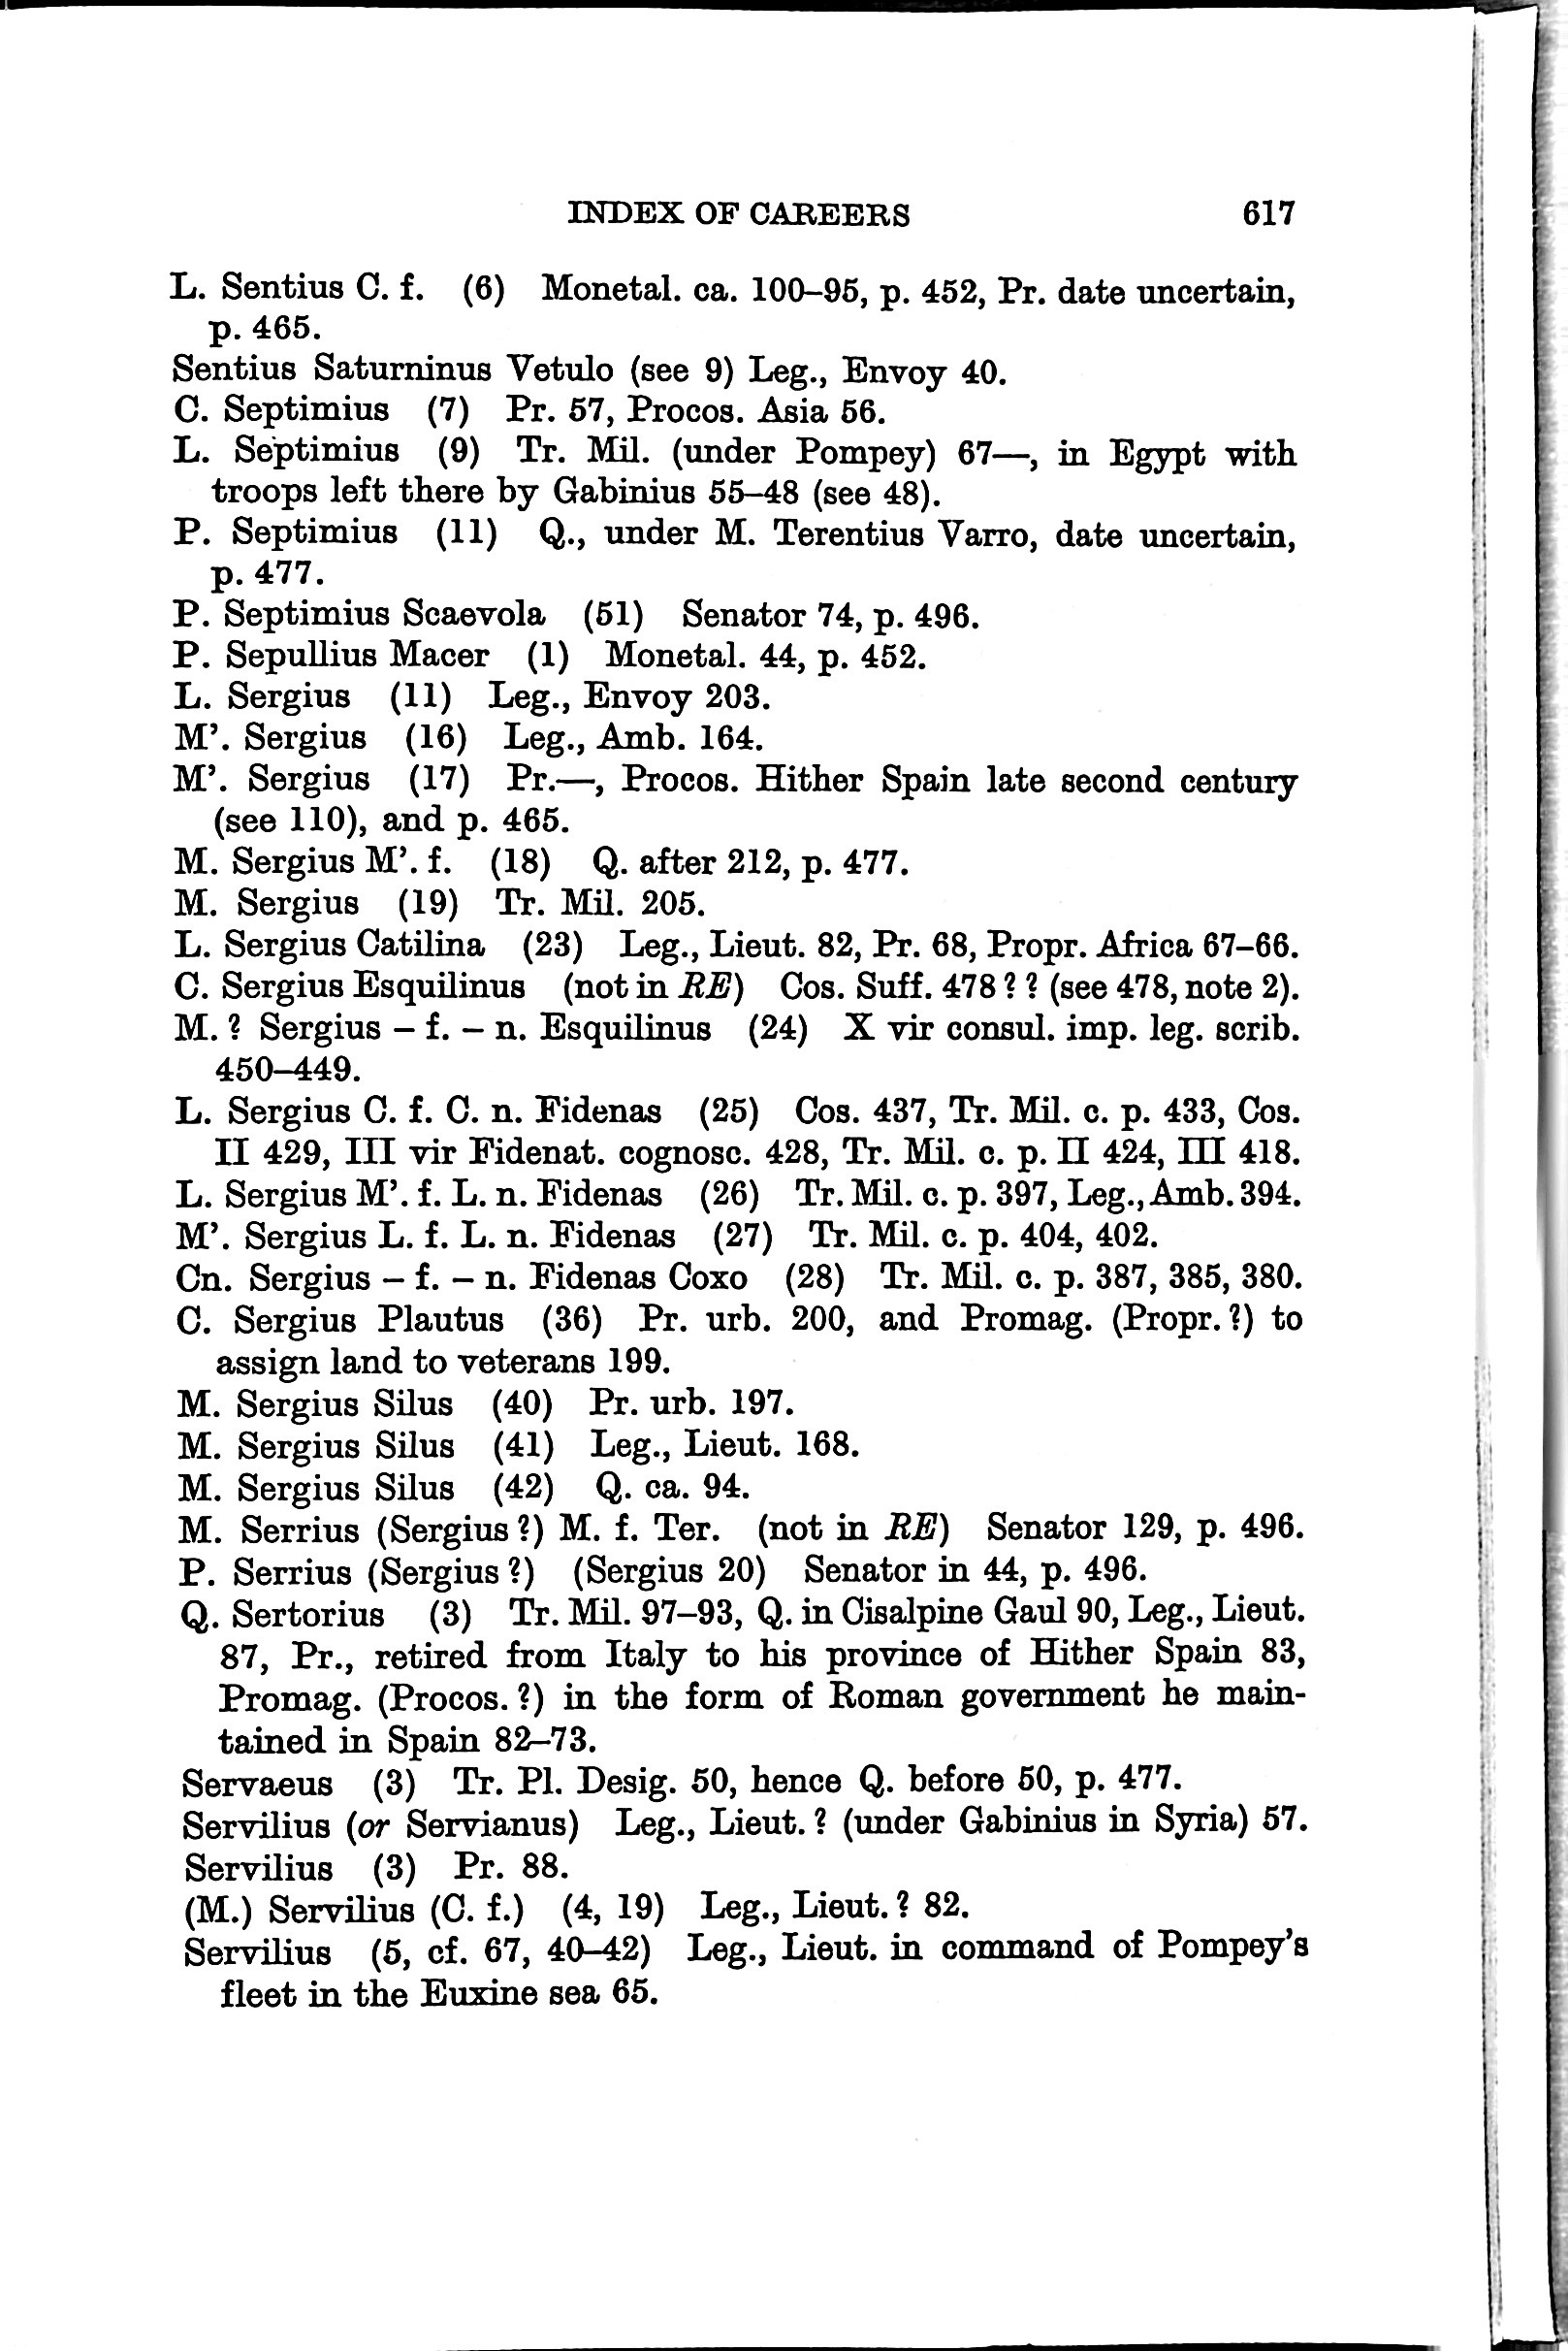 INDEX OF CAREERS 617
L. Sentius C. f. (6) Monetal. ca. 100–95, p. 452, Pr. date uncertain,
p. 465.
Sentius Saturninus Vetulo (see 9) Leg., Envoy 40.
C. Septimius (7) Pr. 57, Procos. Asia 56.
L. Septimius (9) Tr. Mil. (under Pompey) 67—, in Egypt with
troops left there by Gabinius 55–48 (see 48).
P. Septimius (11) Q., under M. Terentius Varro, date uncertain,
p. 477.
P. Septimius Scaevola (51) Senator 74, p. 496.
P. Sepullius Macer (1) Monetal. 44, p. 452.
L. Sergius (11) Leg., Envoy 203.
M’. Sergius (16) Leg., Amb. 164.
M’. Sergius (17) Pr.—, Procos. Hither Spain late second century
(see 110), and p. 465.
M. Sergius M’. f. (18) Q. after 212, p. 477.
M. Sergius (19) Tr. Mil. 205.
L. Sergius Catilina (23) Leg., Lieut. 82, Pr. 68, Propr. Africa 67–66.
C. Sergius Esquilinus (not in RE) Cos. Suff. 478 ? ? (see 478, note 2).
M. ? Sergius – f. – n. Esquilinus (24) X vir consul. imp. leg. scrib.
450–449.
L. Sergius C. f. C. n. Fidenas (25) Cos. 437, Tr. Mil. c. p. 433, Cos.
II 429, III vir Fidenat. cognosc. 428, Tr. Mil. c. p. II 424, III 418.
L. Sergius M’. f. L. n. Fidenas (26) Tr. Mil. c. p. 397, Leg., Amb. 394.
M’. Sergius L. f. L. n. Fidenas (27) Tr. Mil. c. p. 404, 402.
Cn. Sergius – f. – n. Fidenas Coxo (28) Tr. Mil. c. p. 387, 385, 380.
C. Sergius Plautus (36) Pr. urb. 200, and Promag. (Propr. ?) to
assign land to veterans 199.
M. Sergius Silus (40) Pr. urb. 197.
M. Sergius Silus (41) Leg., Lieut. 168.
M. Sergius Silus (42) Q. ca. 94.
M. Serrius (Sergius ?) M. f. Ter. (not in RE) Senator 129, p. 496.
P. Serrius (Sergius ?) (Sergius 20) Senator in 44, p. 496.
Q. Sertorius (3) Tr. Mil. 97–93, Q. in Cisalpine Gaul 90, Leg., Lieut.
87, Pr., retired from Italy to his province of Hither Spain 83,
Promag. (Procos. ?) in the form of Roman government he main-
tained in Spain 82–73.
Servaeus (3) Tr. Pl. Desig. 50, hence Q. before 50, p. 477.
Servilius (or Servianus) Leg., Lieut. ? (under Gabinius in Syria) 57.
Servilius (3) Pr. 88.
(M.) Servilius (C. f.) (4, 19) Leg., Lieut. ? 82.
Servilius (5, cf. 67, 40–42) Leg., Lieut. in command of Pompey’s
fleet in the Euxine sea 65.